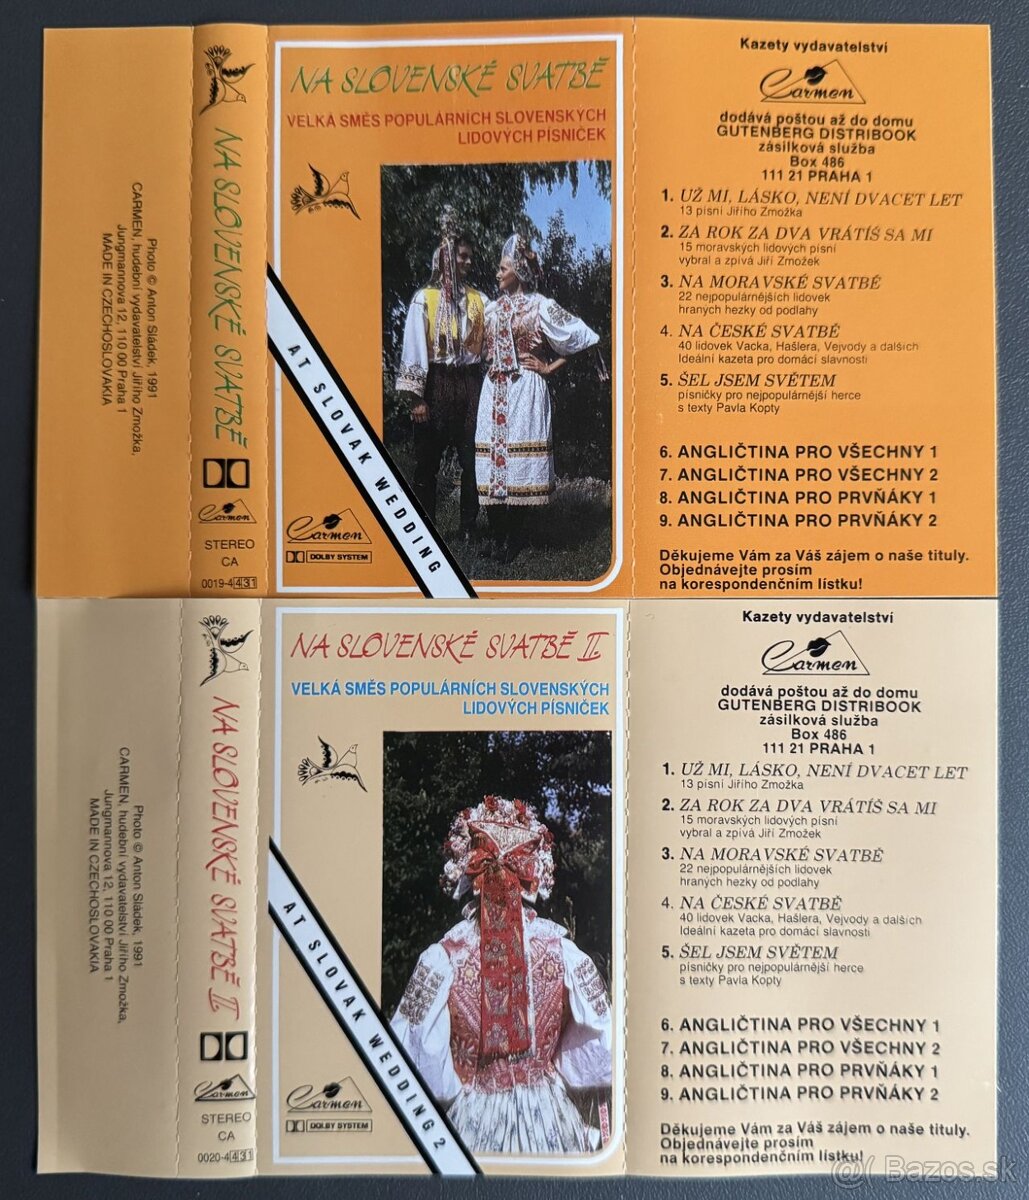 Photo © Anton Sládek, 1991
CARMEN, hudební vydavatelství Jiřího Zmožka,
Jungmannova 12, 110 00 Praha 1
MADE IN CZECHOSLOVAKIA
NA SLOVENSKÉ SVATBĚ
Carmen
STEREO
CA
0019-4431
NA SLOVENSKÉ SVATBĚ
VELKÁ SMĚS POPULÁRNÍCH SLOVENSKÝCH
LIDOVÝCH PÍSNIČEK
AT SLOVAK WEDDING
Carmen
DOLBY SYSTEM
Kazety vydavatelství
Carmen
dodává poštou až do domu
GUTENBERG DISTRIBOOK
zásilková služba
Box 486
111 21 PRAHA 1
1. UŽ MI, LÁSKO, NENÍ DVACET LET
13 písní Jiřího Zmožka
2. ZA ROK ZA DVA VRÁTÍŠ SA MI
15 moravských lidových písní
vybral a zpívá Jiří Zmožek
3. NA MORAVSKÉ SVATBĚ
22 nejpopulárnějších lidovek
hraných hezky od podlahy
4. NA ČESKÉ SVATBĚ
40 lidovek Vacka, Hašlera, Vejvody a dalších
Ideální kazeta pro domácí slavnosti
5. ŠEL JSEM SVĚTEM
písničky pro nejpopulárnější herce
s texty Pavla Kopty
6. ANGLIČTINA PRO VŠECHNY 1
7. ANGLIČTINA PRO VŠECHNY 2
8. ANGLIČTINA PRO PRVŇÁKY 1
9. ANGLIČTINA PRO PRVŇÁKY 2
Děkujeme Vám za Váš zájem o naše tituly.
Objednávejte prosím
na korespondenčním lístku!
Photo © Anton Sládek, 1991
CARMEN, hudební vydavatelství Jiřího Zmožka,
Jungmannova 12, 110 00 Praha 1
MADE IN CZECHOSLOVAKIA
NA SLOVENSKÉ SVATBĚ II.
Carmen
STEREO
CA
0020-4431
NA SLOVENSKÉ SVATBĚ II.
VELKÁ SMĚS POPULÁRNÍCH SLOVENSKÝCH
LIDOVÝCH PÍSNIČEK
AT SLOVAK WEDDING 2
Carmen
DOLBY SYSTEM
Kazety vydavatelství
Carmen
dodává poštou až do domu
GUTENBERG DISTRIBOOK
zásilková služba
Box 486
111 21 PRAHA 1
1. UŽ MI, LÁSKO, NENÍ DVACET LET
13 písní Jiřího Zmožka
2. ZA ROK ZA DVA VRÁTÍŠ SA MI
15 moravských lidových písní
vybral a zpívá Jiří Zmožek
3. NA MORAVSKÉ SVATBĚ
22 nejpopulárnějších lidovek
hraných hezky od podlahy
4. NA ČESKÉ SVATBĚ
40 lidovek Vacka, Hašlera, Vejvody a dalších
Ideální kazeta pro domácí slavnosti
5. ŠEL JSEM SVĚTEM
písničky pro nejpopulárnější herce
s texty Pavla Kopty
6. ANGLIČTINA PRO VŠECHNY 1
7. ANGLIČTINA PRO VŠECHNY 2
8. ANGLIČTINA PRO PRVŇÁKY 1
9. ANGLIČTINA PRO PRVŇÁKY 2
Děkujeme Vám za Váš zájem o naše tituly.
Objednávejte prosím
na korespondenčním lístku!
@( Bazos.sk